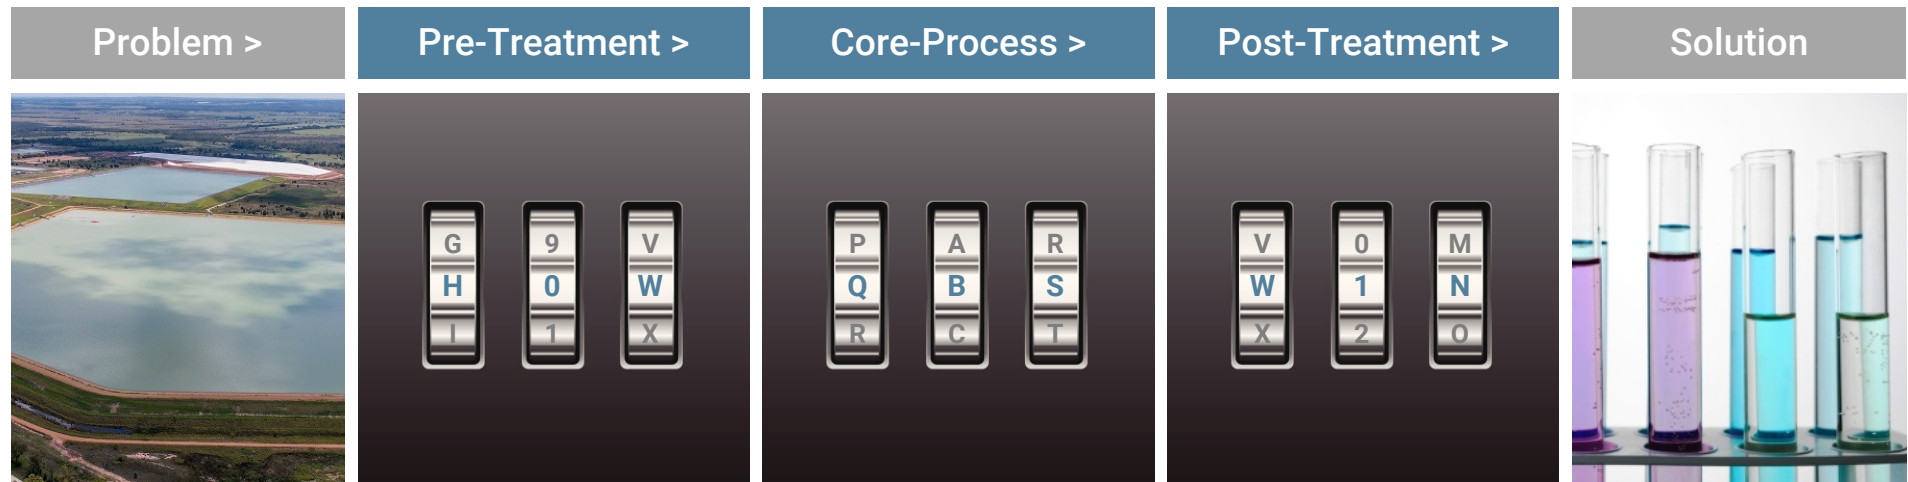 Problem >
Pre-Treatment >
Core-Process >
Post-Treatment >
Solution
G 9 V
H 0 W
I 1 X
P A R
Q B S
R C T
V 0 M
W 1 N
X 2 O